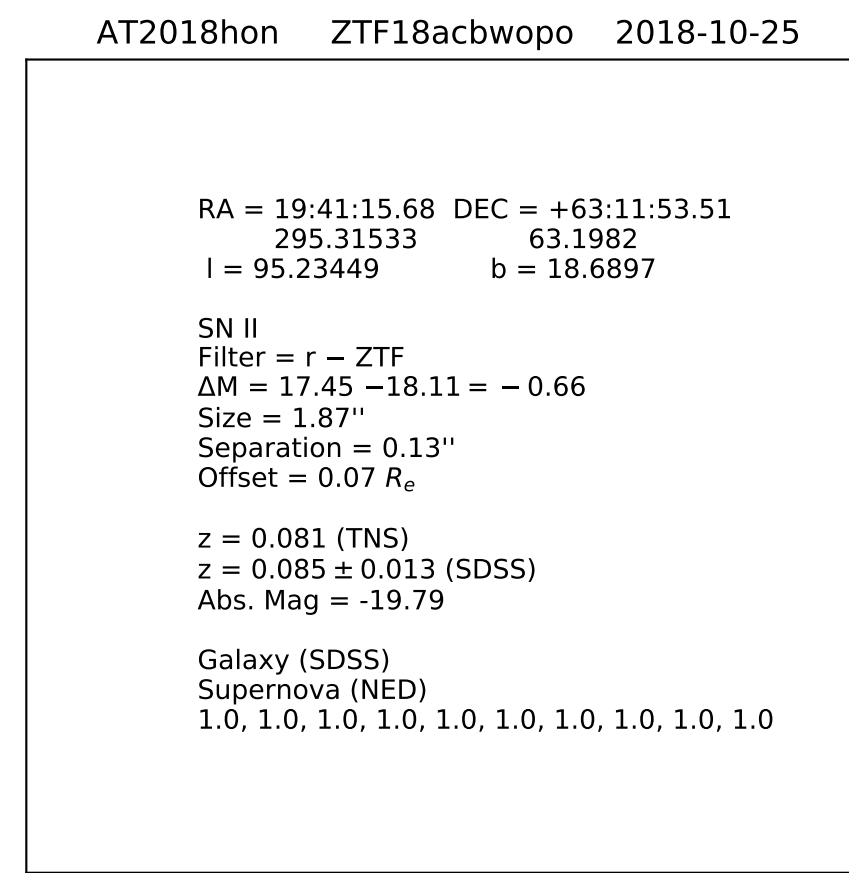 AT2018hon ZTF18acbwopo 2018-10-25
RA = 19:41:15.68 DEC = +63:11:53.51
295.31533 63.1982
l = 95.23449 b = 18.6897
SN II
Filter = r − ZTF
ΔM = 17.45 −18.11 = − 0.66
Size = 1.87''
Separation = 0.13''
Offset = 0.07 Re
z = 0.081 (TNS)
z = 0.085 ± 0.013 (SDSS)
Abs. Mag = -19.79
Galaxy (SDSS)
Supernova (NED)
1.0, 1.0, 1.0, 1.0, 1.0, 1.0, 1.0, 1.0, 1.0, 1.0